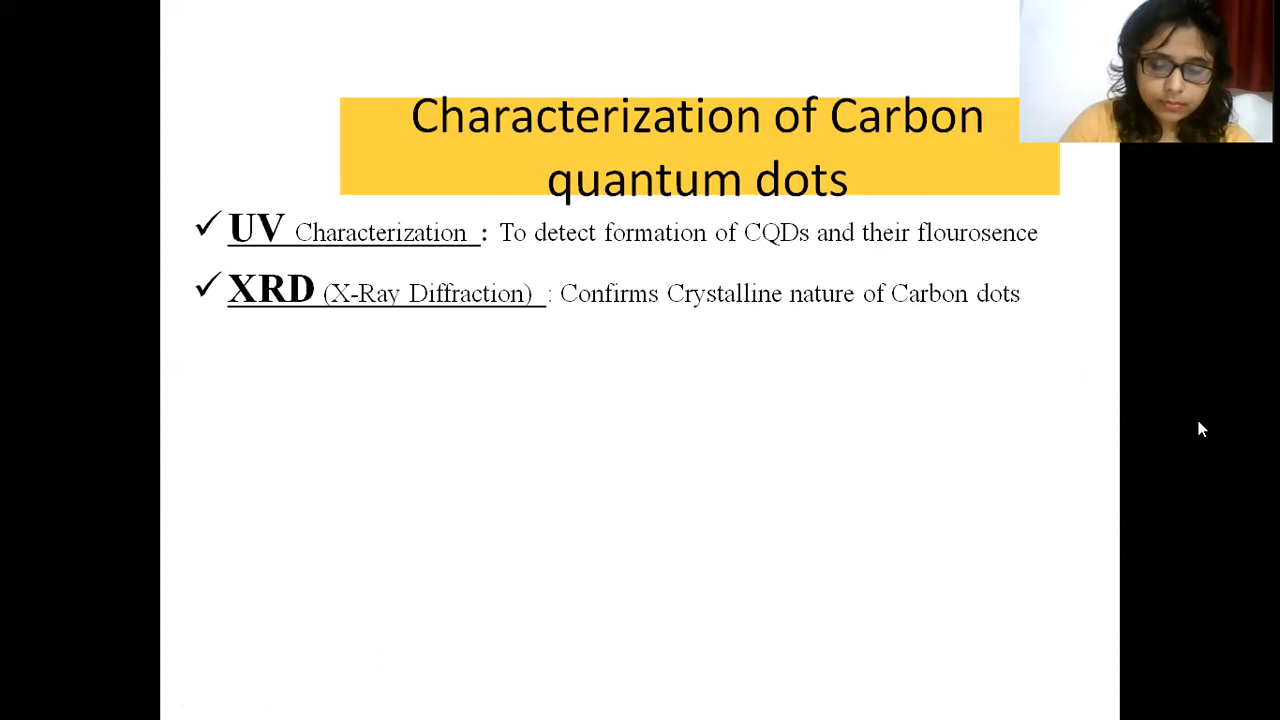 Characterization of Carbon
quantum dots
✓ UV Characterization : To detect formation of CQDs and their flourosence
✓ XRD (X-Ray Diffraction) : Confirms Crystalline nature of Carbon dots